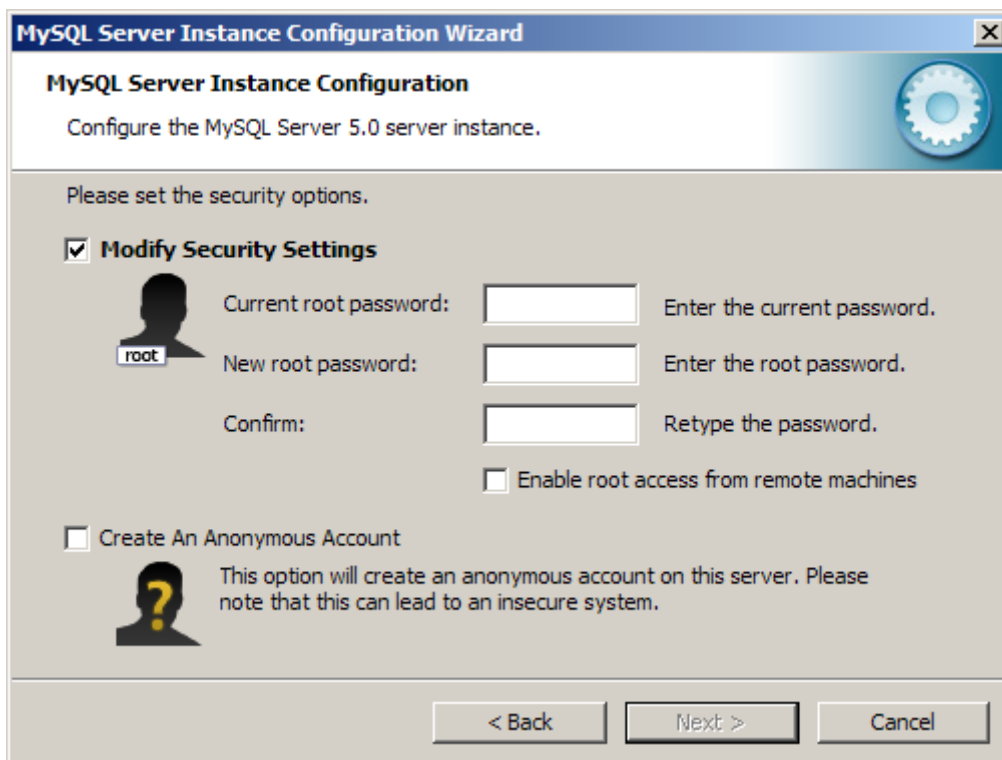 MySQL Server Instance Configuration Wizard
MySQL Server Instance Configuration
Configure the MySQL Server 5.0 server instance.
Please set the security options.
Modify Security Settings
root
Current root password:
Enter the current password.
New root password:
Enter the root password.
Confirm:
Retype the password.
Enable root access from remote machines
Create An Anonymous Account
?
This option will create an anonymous account on this server. Please
note that this can lead to an insecure system.
< Back
Next >
Cancel